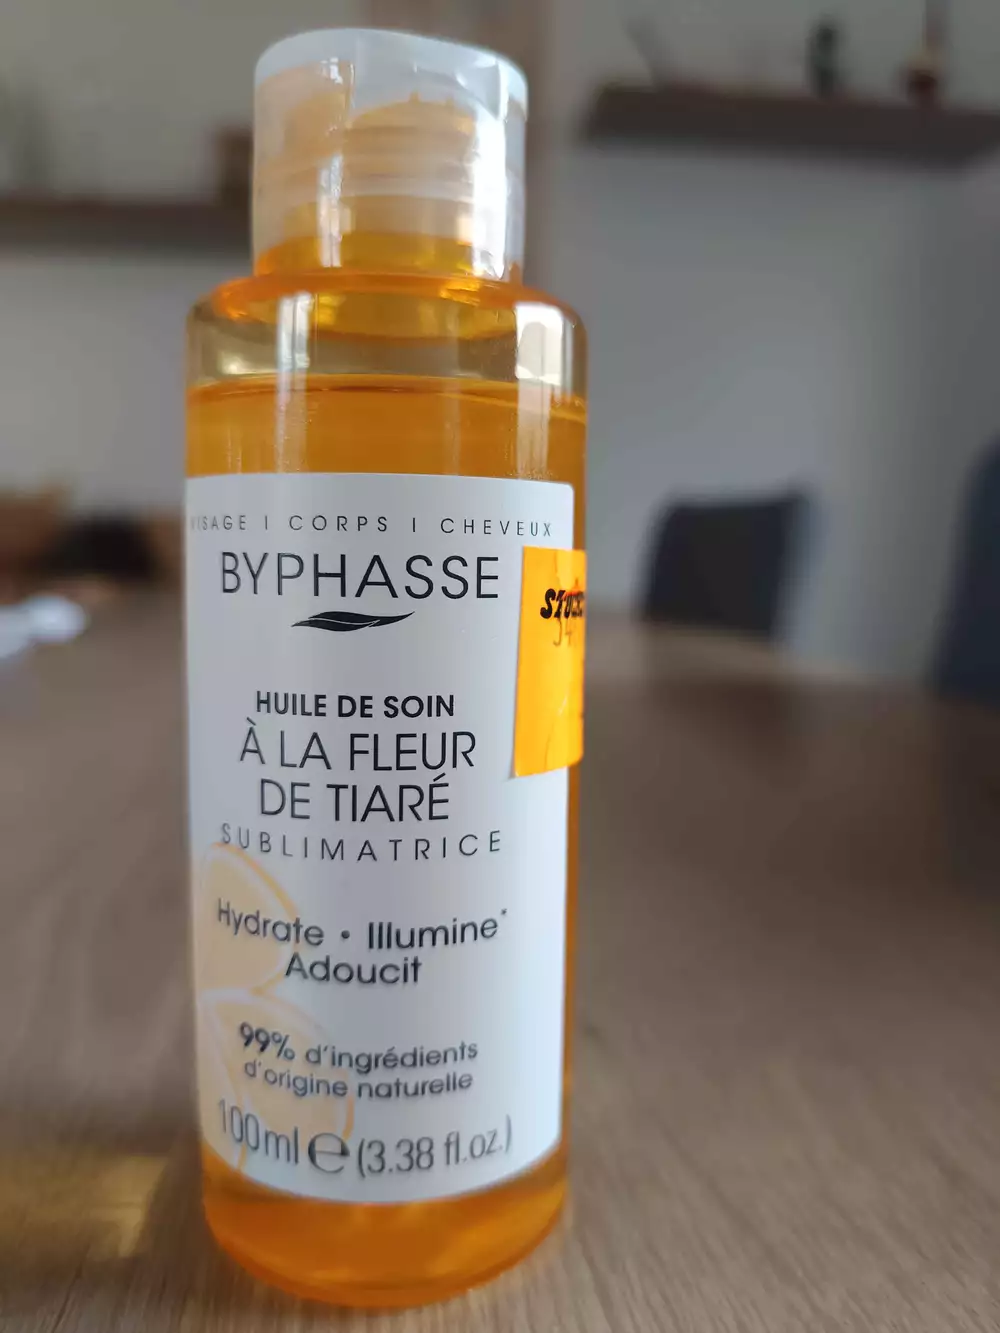 VISAGE | CORPS | CHEVEUX
BYPHASSE
HUILE DE SOIN
À LA FLEUR
DE TIARÉ
SUBLIMATRICE
Hydrate • Illumine*
Adoucit
99% d'ingrédients
d'origine naturelle
100ml ℮ (3.38 fl.oz.)